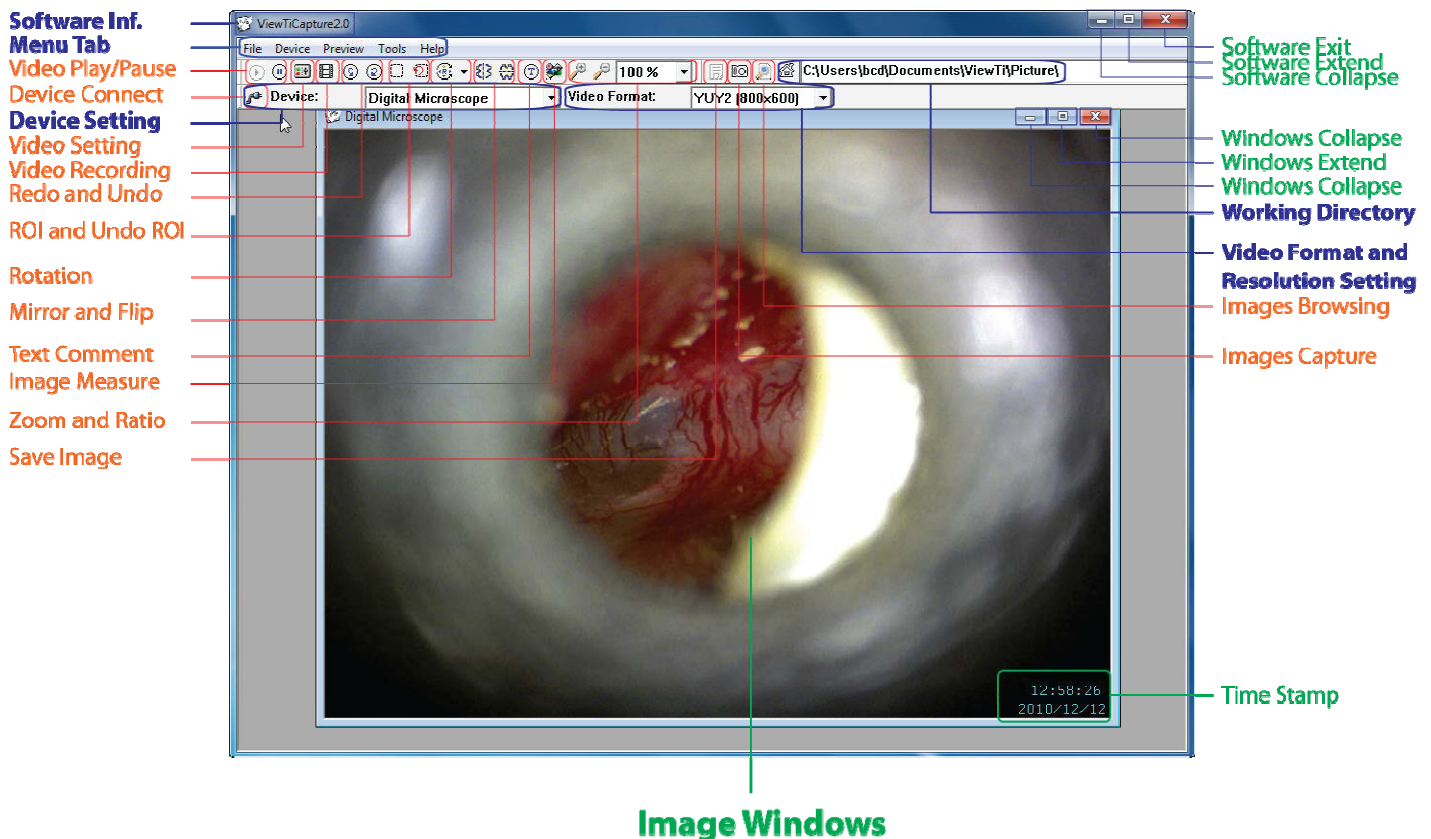 Software Inf.
Menu Tab
Video Play/Pause
Device Connect
Device Setting
Video Setting
Video Recording
Redo and Undo
ROI and Undo ROI
Rotation
Mirror and Flip
Text Comment
Image Measure
Zoom and Ratio
Save Image
ViewTiCapture2.0
File Device Preview Tools Help
100 % C:\Users\bcd\Documents\ViewTi\Picture\
Device: Digital Microscope Video Format: YUY2 (800x600)
Digital Microscope
12:58:26
2010/12/12
Image Windows
Software Exit
Software Extend
Software Collapse
Windows Collapse
Windows Extend
Windows Collapse
Working Directory
Video Format and
Resolution Setting
Images Browsing
Images Capture
Time Stamp